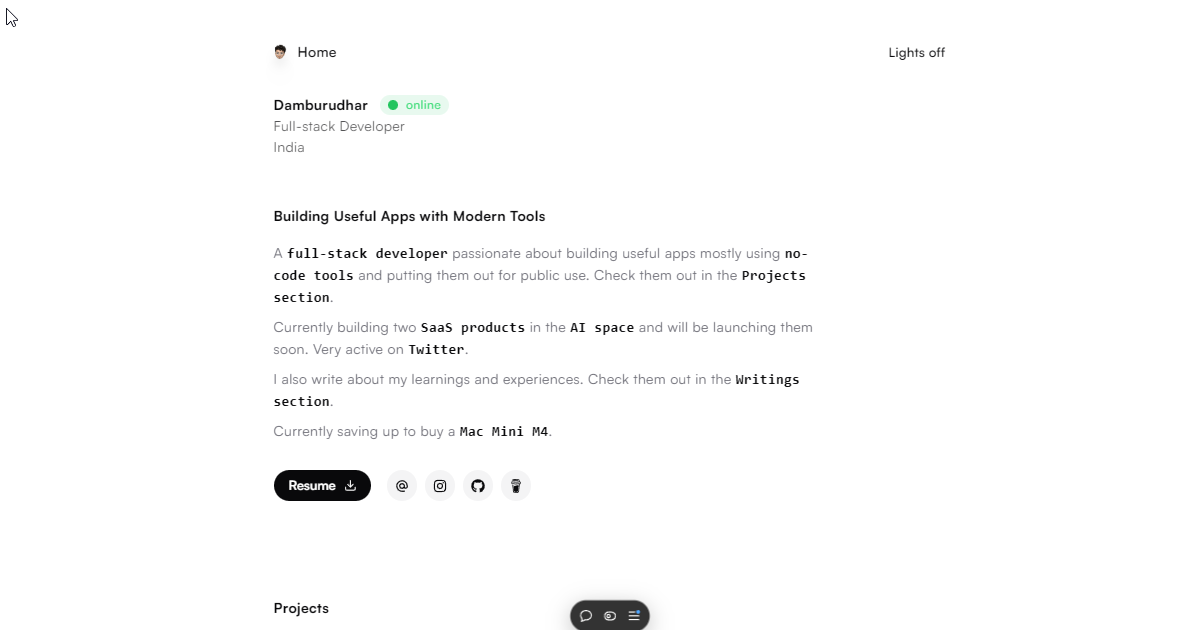 Home
Lights off
Damburudhar
online
Full-stack Developer
India
Building Useful Apps with Modern Tools
A full-stack developer passionate about building useful apps mostly using no-
code tools and putting them out for public use. Check them out in the Projects
section.
Currently building two SaaS products in the AI space and will be launching them
soon. Very active on Twitter.
I also write about my learnings and experiences. Check them out in the Writings
section.
Currently saving up to buy a Mac Mini M4.
Resume
Projects